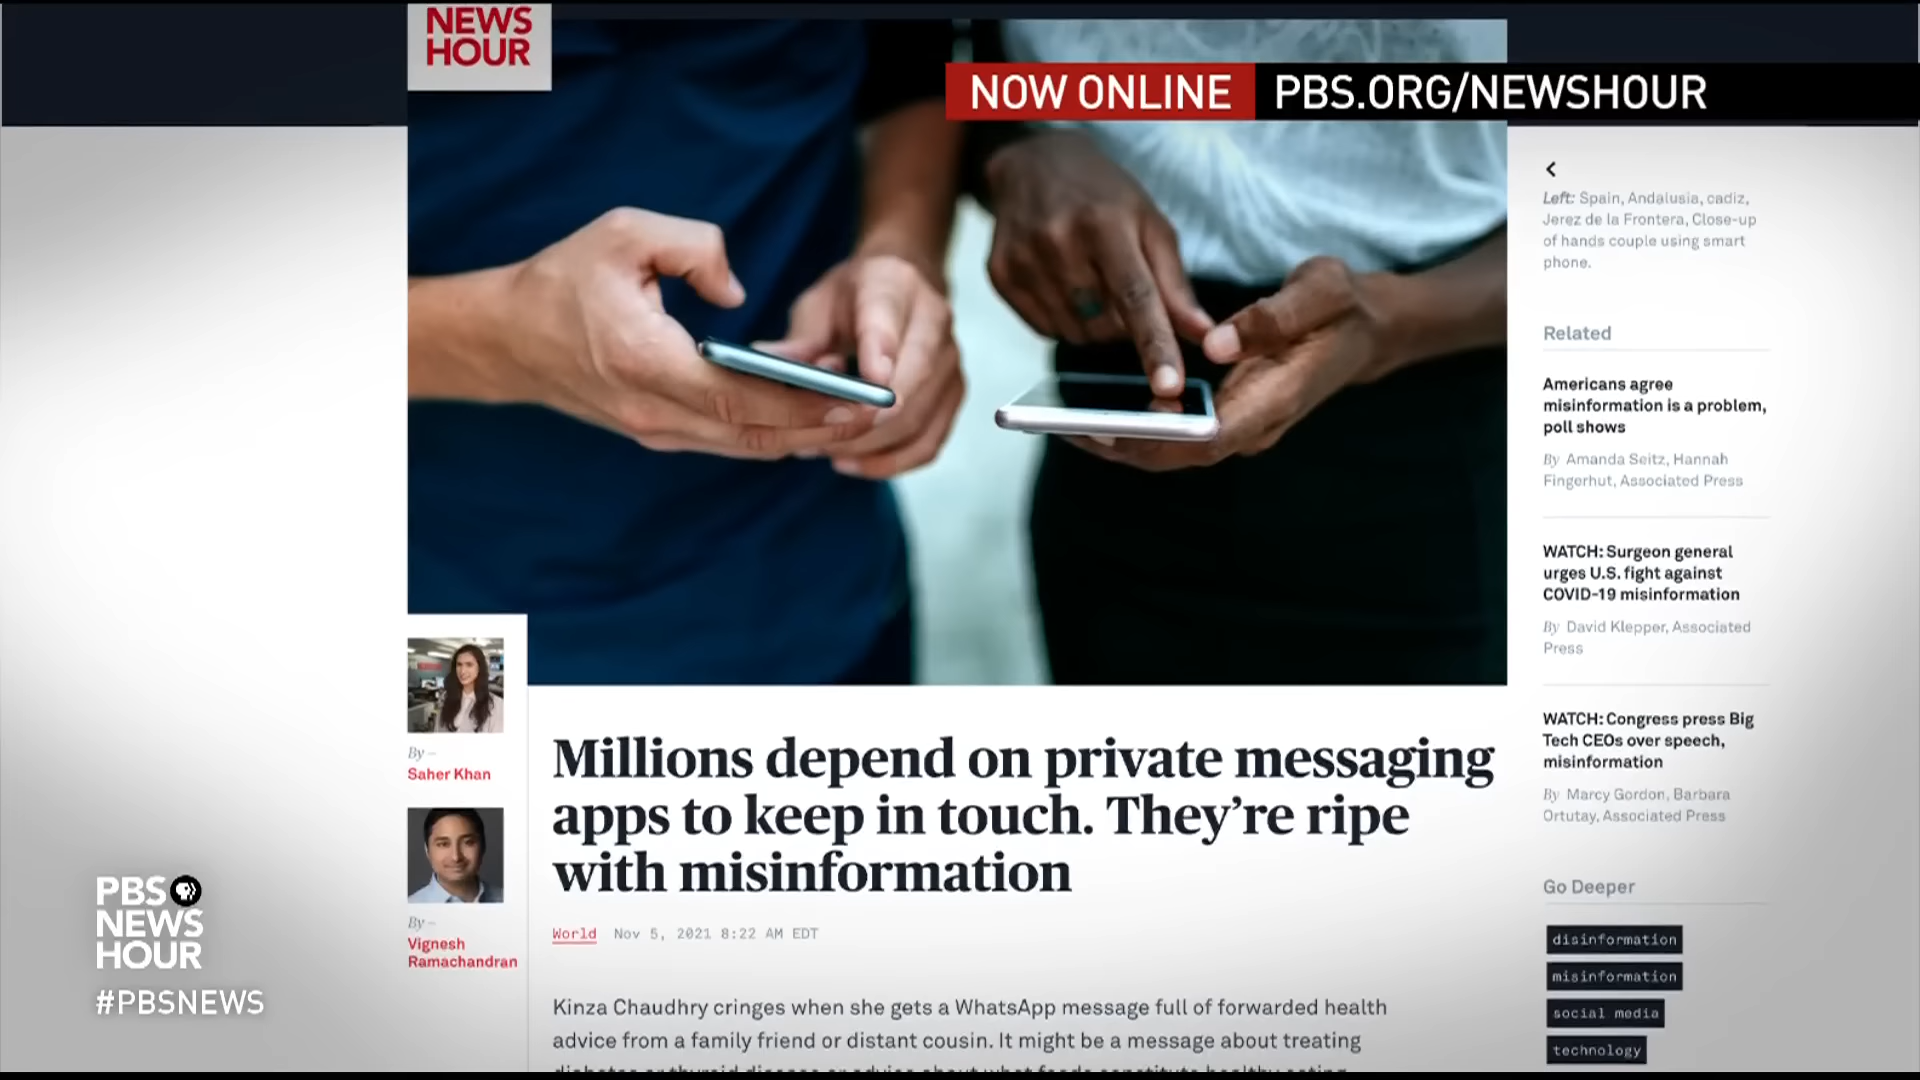 NEWS
HOUR
NOW ONLINE PBS.ORG/NEWSHOUR
Left: Spain, Andalusia, cadiz,
Jerez de la Frontera, Close-up
of hands couple using smart
phone.
Related
Americans agree
misinformation is a problem,
poll shows
By Amanda Seitz, Hannah
Fingerhut, Associated Press
WATCH: Surgeon general
urges U.S. fight against
COVID-19 misinformation
By David Klepper, Associated
Press
WATCH: Congress press Big
Tech CEOs over speech,
misinformation
By Marcy Gordon, Barbara
Ortutay, Associated Press
Go Deeper
disinformation
misinformation
social media
technology
By –
Saher Khan
By –
Vignesh
Ramachandran
Millions depend on private messaging
apps to keep in touch. They’re ripe
with misinformation
World Nov 5, 2021 8:22 AM EDT
Kinza Chaudhry cringes when she gets a WhatsApp message full of forwarded health
advice from a family friend or distant cousin. It might be a message about treating
PBS
NEWS
HOUR
#PBSNEWS